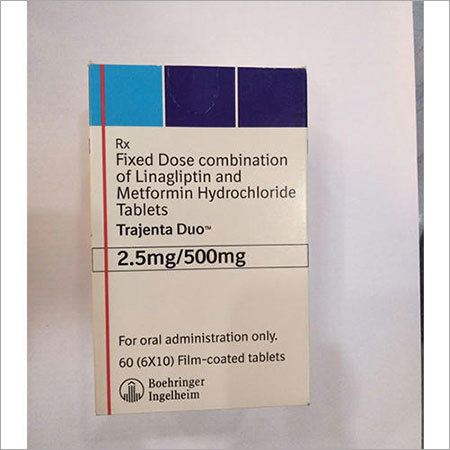 Rx
Fixed Dose combination
of Linagliptin and
Metformin Hydrochloride
Tablets
Trajenta Duo™
2.5mg/500mg
For oral administration only.
60 (6X10) Film-coated tablets
Boehringer
Ingelheim